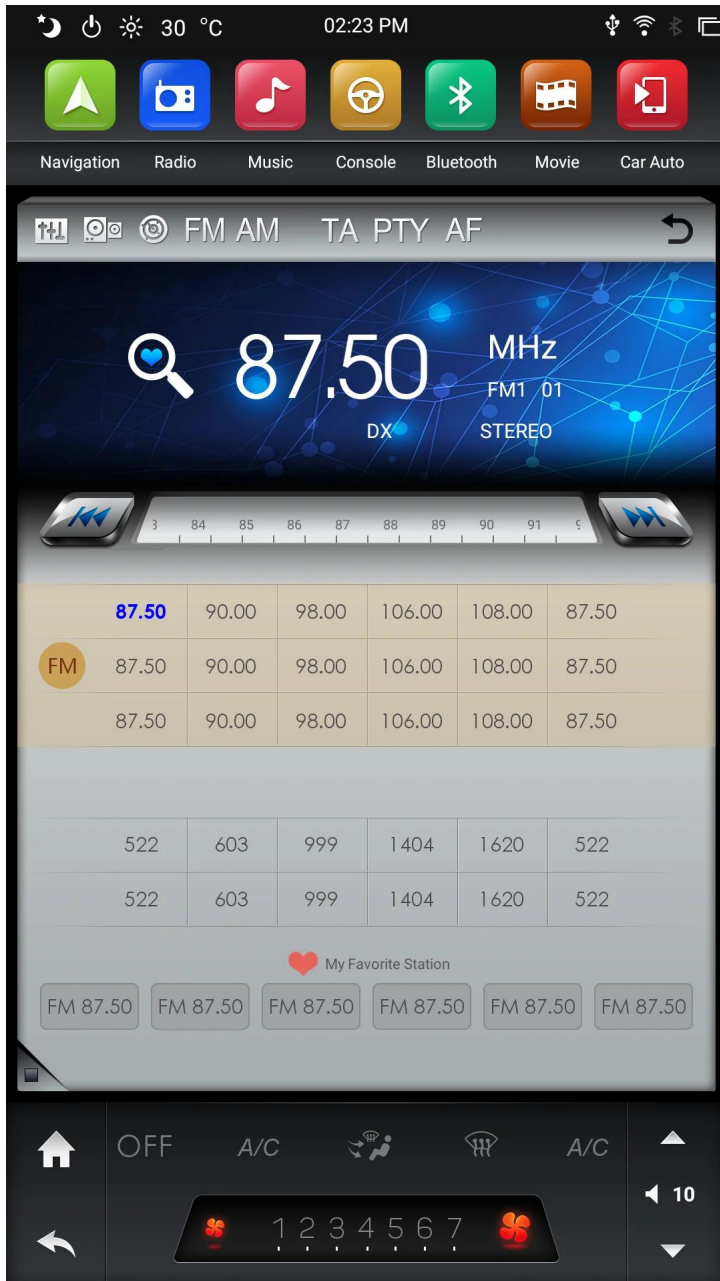 30 °C 02:23 PM
Navigation Radio Music Console Bluetooth Movie Car Auto
FM AM TA PTY AF
87.50 MHz
FM1 01
DX STEREO
3 84 85 86 87 88 89 90 91
87.50 90.00 98.00 106.00 108.00 87.50
FM 87.50 90.00 98.00 106.00 108.00 87.50
87.50 90.00 98.00 106.00 108.00 87.50
522 603 999 1404 1620 522
522 603 999 1404 1620 522
My Favorite Station
FM 87.50 FM 87.50 FM 87.50 FM 87.50 FM 87.50 FM 87.50
OFF A/C A/C
10
1 2 3 4 5 6 7